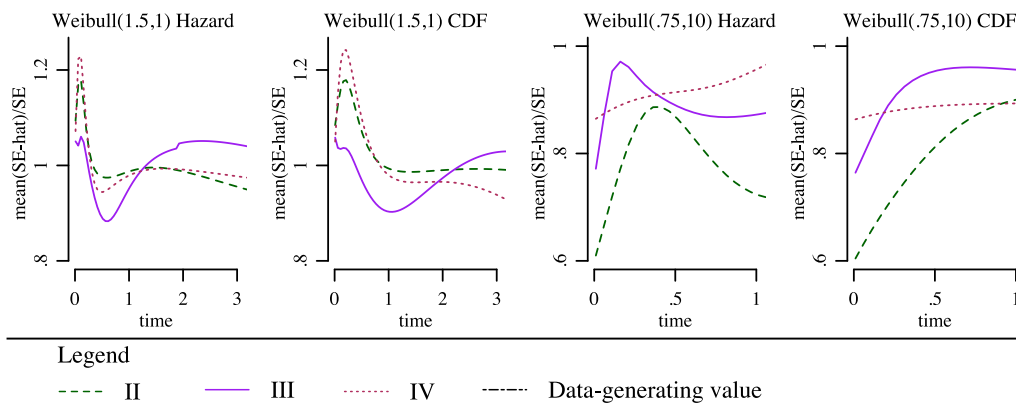 Weibull(1.5,1) Hazard
mean(SE-hat)/SE
.8 1.0 1.2
0 1 2 3
time
Weibull(1.5,1) CDF
mean(SE-hat)/SE
.8 1.0 1.2
0 1 2 3
time
Weibull(.75,10) Hazard
mean(SE-hat)/SE
.6 .8 1
0 .5 1
time
Weibull(.75,10) CDF
mean(SE-hat)/SE
.6 .8 1
0 .5 1
time
Legend
II III IV Data-generating value